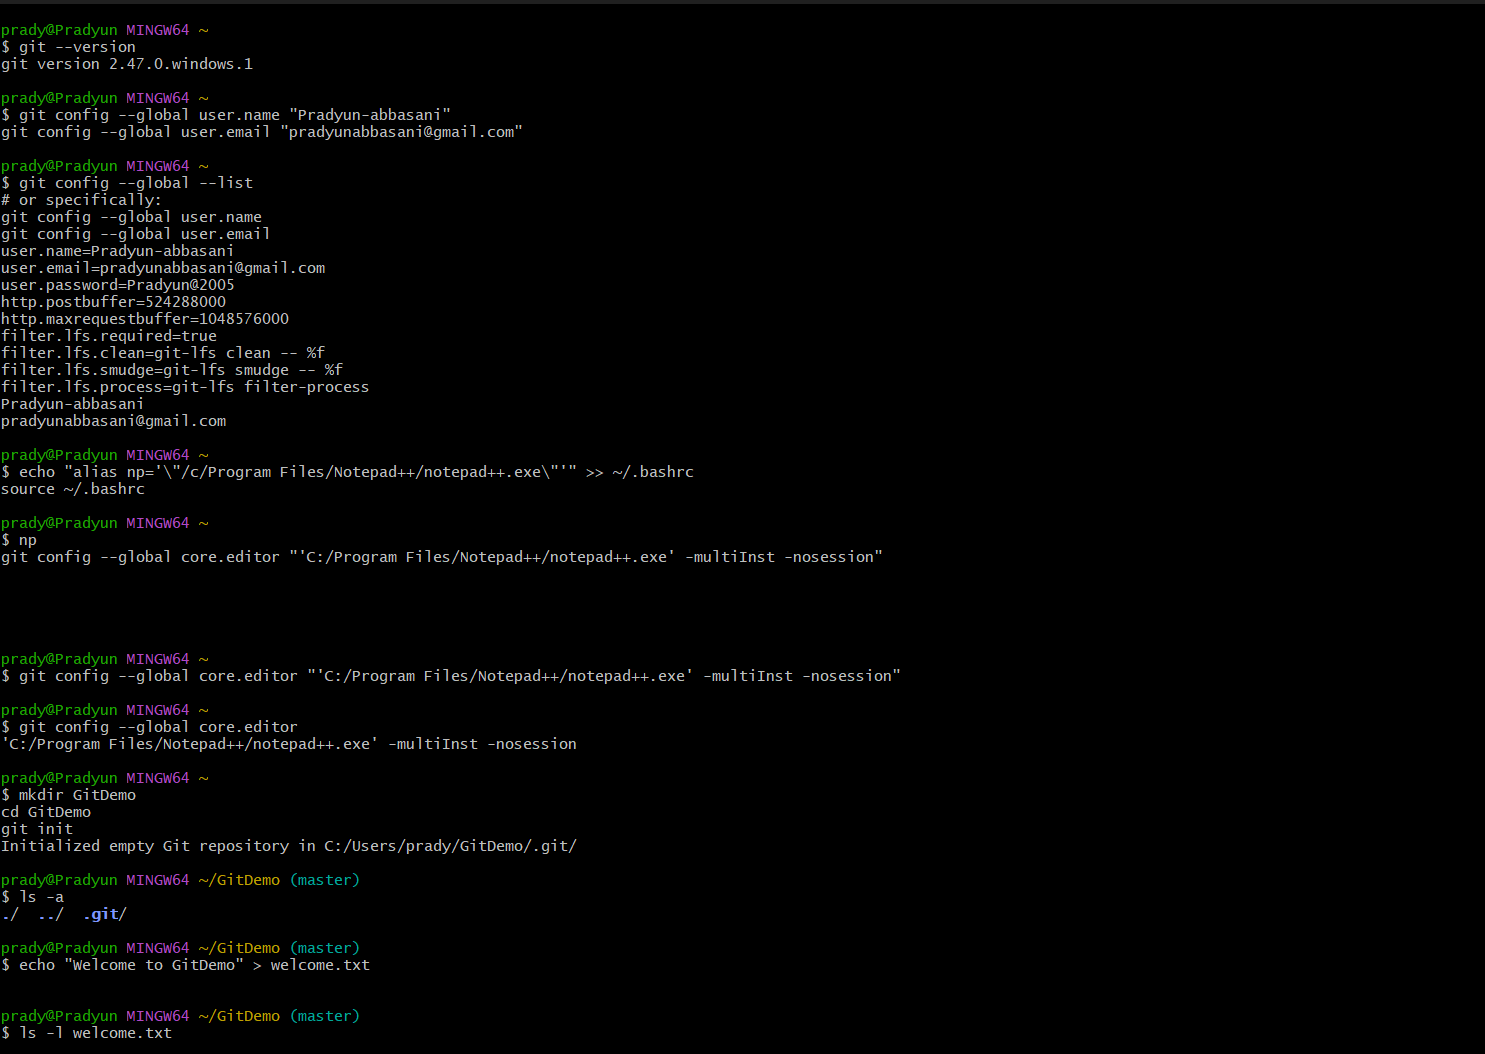 prady@Pradyun MINGW64 ~
$ git --version
git version 2.47.0.windows.1
prady@Pradyun MINGW64 ~
$ git config --global user.name "Pradyun-abbasani"
git config --global user.email "pradyunabbasani@gmail.com"
prady@Pradyun MINGW64 ~
$ git config --global --list
# or specifically:
git config --global user.name
git config --global user.email
user.name=Pradyun-abbasani
user.email=pradyunabbasani@gmail.com
user.password=Pradyun@2005
http.postbuffer=524288000
http.maxrequestbuffer=1048576000
filter.lfs.required=true
filter.lfs.clean=git-lfs clean -- %f
filter.lfs.smudge=git-lfs smudge -- %f
filter.lfs.process=git-lfs filter-process
Pradyun-abbasani
pradyunabbasani@gmail.com
prady@Pradyun MINGW64 ~
$ echo "alias np='\"/c/Program Files/Notepad++/notepad++.exe\"'" >> ~/.bashrc
source ~/.bashrc
prady@Pradyun MINGW64 ~
$ np
git config --global core.editor "'C:/Program Files/Notepad++/notepad++.exe' -multiInst -nosession"
prady@Pradyun MINGW64 ~
$ git config --global core.editor "'C:/Program Files/Notepad++/notepad++.exe' -multiInst -nosession"
prady@Pradyun MINGW64 ~
$ git config --global core.editor
'C:/Program Files/Notepad++/notepad++.exe' -multiInst -nosession
prady@Pradyun MINGW64 ~
$ mkdir GitDemo
cd GitDemo
git init
Initialized empty Git repository in C:/Users/prady/GitDemo/.git/
prady@Pradyun MINGW64 ~/GitDemo (master)
$ ls -a
./  ../  .git/
prady@Pradyun MINGW64 ~/GitDemo (master)
$ echo "Welcome to GitDemo" > welcome.txt
prady@Pradyun MINGW64 ~/GitDemo (master)
$ ls -l welcome.txt